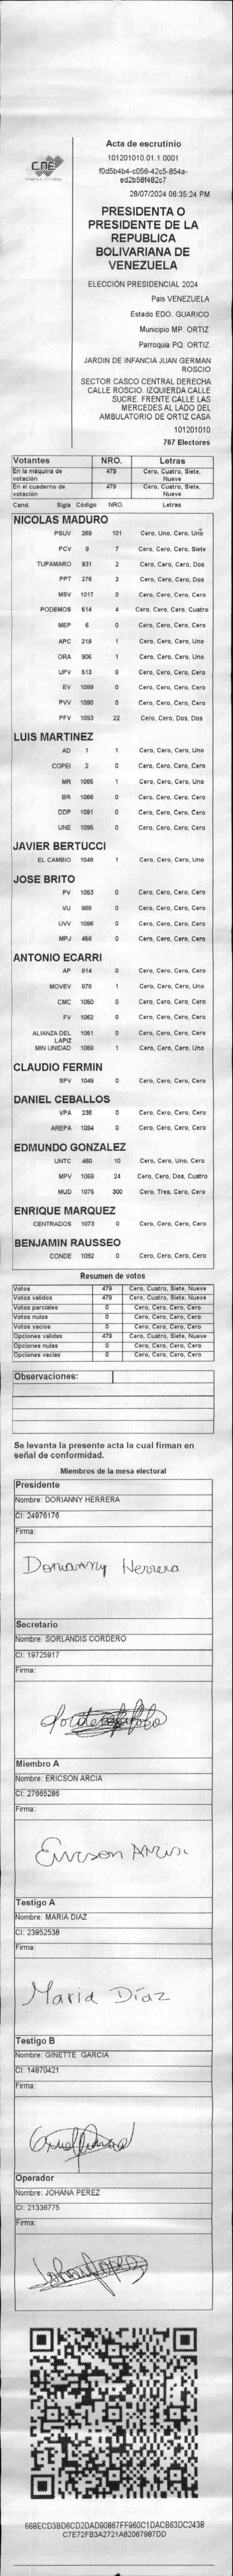 CNE
Acta de escrutinio
101201010.01.1.0001
f0d5b4b4-c056-42c5-854a-
ed2b58f482c7
28/07/2024 06:35:24 PM
PRESIDENTA O
PRESIDENTE DE LA
REPUBLICA
BOLIVARIANA DE
VENEZUELA
ELECCIÓN PRESIDENCIAL 2024
Pais VENEZUELA
Estado EDO. GUARICO
Municipio MP. ORTIZ
Parroquia PQ. ORTIZ
JARDIN DE INFANCIA JUAN GERMAN
ROSCIO
SECTOR CASCO CENTRAL DERECHA
CALLE ROSCIO. IZQUIERDA CALLE
SUCRE. FRENTE CALLE LAS
MERCEDES AL LADO DEL
AMBULATORIO DE ORTIZ CASA
101201010
767 Electores
Votantes NRO. Letras
En la máquina de votación 479 Cero, Cuatro, Siete, Nueve
En el cuaderno de votación 479 Cero, Cuatro, Siete, Nueve
Cand. Sigla Código NRO. Letras
NICOLAS MADURO
PSUV 269 101 Cero, Uno, Cero, Uno
PCV 9 7 Cero, Cero, Cero, Siete
TUPAMARO 931 2 Cero, Cero, Cero, Dos
PPT 276 2 Cero, Cero, Cero, Dos
MSV 1017 0 Cero, Cero, Cero, Cero
PODEMOS 614 4 Cero, Cero, Cero, Cuatro
MEP 6 0 Cero, Cero, Cero, Cero
APC 219 1 Cero, Cero, Cero, Uno
ORA 906 1 Cero, Cero, Cero, Uno
UPV 513 0 Cero, Cero, Cero, Cero
EV 1089 0 Cero, Cero, Cero, Cero
PVV 1090 0 Cero, Cero, Cero, Cero
PFV 1093 22 Cero, Cero, Dos, Dos
LUIS MARTINEZ
AD 1 1 Cero, Cero, Cero, Uno
COPEI 2 0 Cero, Cero, Cero, Cero
MR 1065 1 Cero, Cero, Cero, Uno
BR 1066 0 Cero, Cero, Cero, Cero
DDP 1091 0 Cero, Cero, Cero, Cero
UNE 1095 0 Cero, Cero, Cero, Cero
JAVIER BERTUCCI
EL CAMBIO 1048 1 Cero, Cero, Cero, Uno
JOSE BRITO
PV 1053 0 Cero, Cero, Cero, Cero
VU 988 0 Cero, Cero, Cero, Cero
UVV 1096 0 Cero, Cero, Cero, Cero
MPJ 459 0 Cero, Cero, Cero, Cero
ANTONIO ECARRI
AP 814 0 Cero, Cero, Cero, Cero
MOVEV 878 1 Cero, Cero, Cero, Uno
CMC 1050 0 Cero, Cero, Cero, Cero
FV 1062 0 Cero, Cero, Cero, Cero
ALIANZA DEL LAPIZ 1051 0 Cero, Cero, Cero, Cero
MIN UNIDAD 1068 1 Cero, Cero, Cero, Uno
CLAUDIO FERMIN
SPV 1049 0 Cero, Cero, Cero, Cero
DANIEL CEBALLOS
VPA 236 0 Cero, Cero, Cero, Cero
AREPA 1094 0 Cero, Cero, Cero, Cero
EDMUNDO GONZALEZ
UNTC 460 10 Cero, Cero, Uno, Cero
MPV 1069 24 Cero, Cero, Dos, Cuatro
MUD 1075 300 Cero, Tres, Cero, Cero
ENRIQUE MARQUEZ
CENTRADOS 1073 0 Cero, Cero, Cero, Cero
BENJAMIN RAUSSEO
CONDE 1092 0 Cero, Cero, Cero, Cero
Resumen de votos
Votos 479 Cero, Cuatro, Siete, Nueve
Votos validos 479 Cero, Cuatro, Siete, Nueve
Votos parciales 0 Cero, Cero, Cero, Cero
Votos nulos 0 Cero, Cero, Cero, Cero
Votos vacios 0 Cero, Cero, Cero, Cero
Opciones validas 479 Cero, Cuatro, Siete, Nueve
Opciones nulas 0 Cero, Cero, Cero, Cero
Opciones vacias 0 Cero, Cero, Cero, Cero
Observaciones:
Se levanta la presente acta la cual firman en
señal de conformidad.
Miembros de la mesa electoral
Presidente
Nombre: DORIANNY HERRERA
CI: 24976176
Firma:
Dorianny Herrera
Secretario
Nombre: SORLANDIS CORDERO
CI: 19725917
Firma:
Miembro A
Nombre: ERICSON ARCIA
CI: 27665286
Firma:
Ericson Arcia
Testigo A
Nombre: MARIA DIAZ
CI: 23952538
Firma:
Maria Díaz
Testigo B
Nombre: GINETTE GARCIA
CI: 14870421
Firma:
Operador
Nombre: JOHANA PEREZ
CI: 21336775
Firma:
669ECD3BD6CD2DAD90867FF960C1DACB63DC2438
C7E72FB3A2721A82067987DD